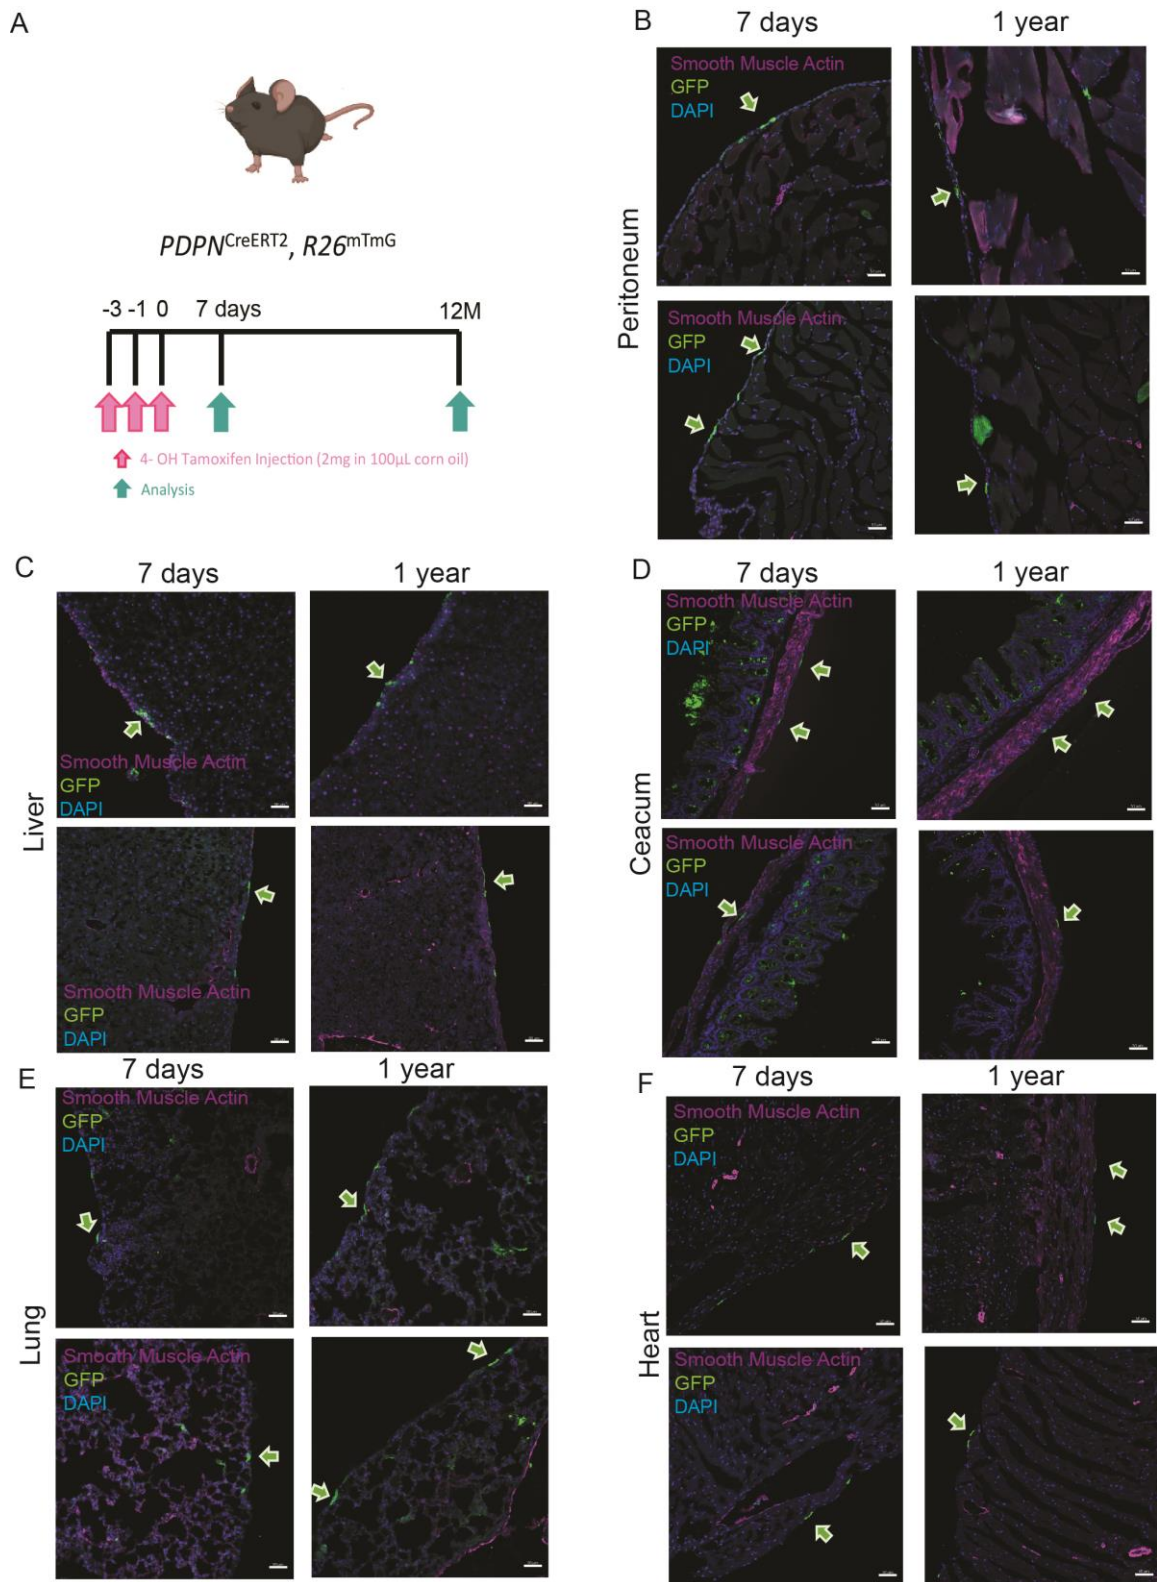 A
PDPN^CreERT2, R26^mTmG
-3 -1 0 7 days 12M
4- OH Tamoxifen Injection (2mg in 100µL corn oil)
Analysis
B
7 days 1 year
Peritoneum
Smooth Muscle Actin
GFP
DAPI
Smooth Muscle Actin
GFP
DAPI
C
7 days 1 year
Liver
Smooth Muscle Actin
GFP
DAPI
Smooth Muscle Actin
GFP
DAPI
D
7 days 1 year
Ceacum
Smooth Muscle Actin
GFP
DAPI
Smooth Muscle Actin
GFP
DAPI
E
7 days 1 year
Lung
Smooth Muscle Actin
GFP
DAPI
Smooth Muscle Actin
GFP
DAPI
F
7 days 1 year
Heart
Smooth Muscle Actin
GFP
DAPI
Smooth Muscle Actin
GFP
DAPI